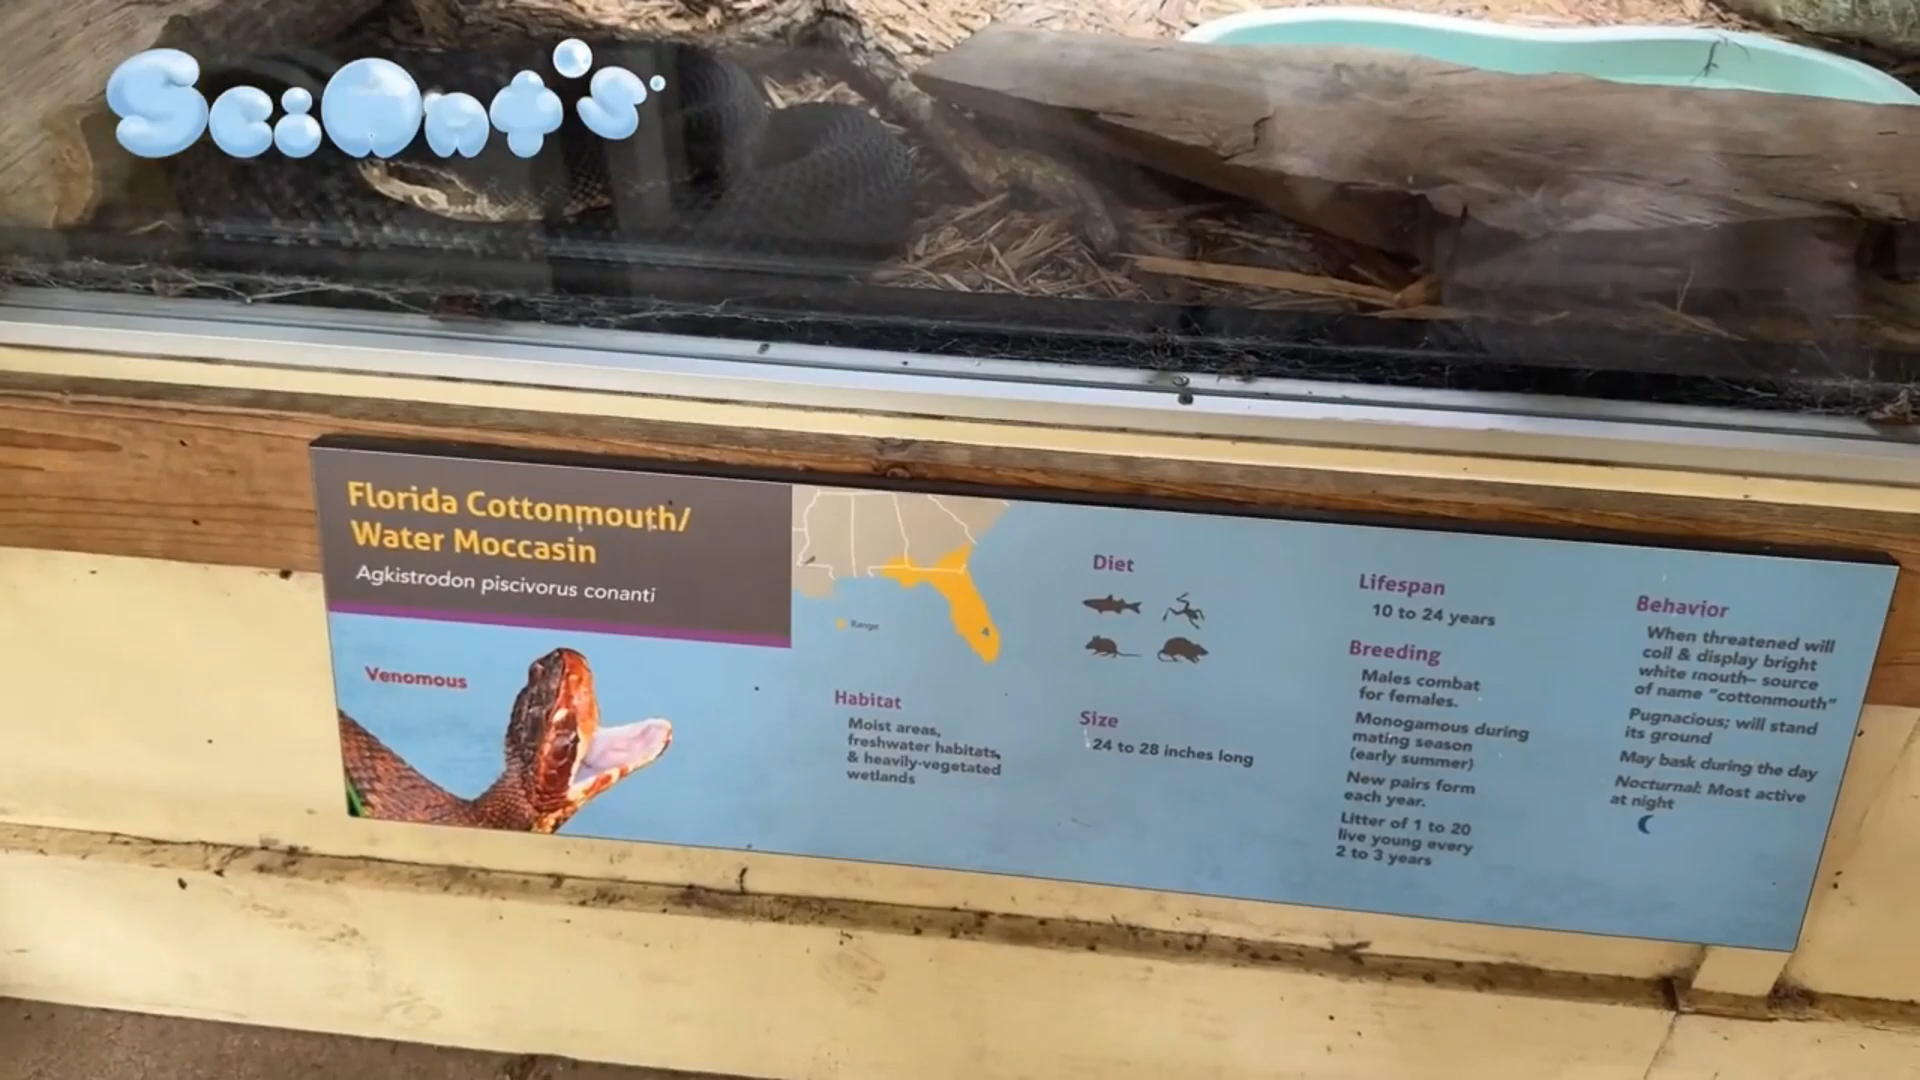 SciOnt's
Florida Cottonmouth/
Water Moccasin
Agkistrodon piscivorus conanti
Venomous
Range
4
Habitat
Moist areas,
freshwater habitats,
& heavily-vegetated
wetlands
Diet
Size
24 to 28 inches long
Lifespan
10 to 24 years
Breeding
Males combat
for females.
Monogamous during
mating season
(early summer)
New pairs form
each year.
Litter of 1 to 20
live young every
2 to 3 years
Behavior
When threatened will
coil & display bright
white mouth– source
of name "cottonmouth"
Pugnacious; will stand
its ground
May bask during the day
Nocturnal: Most active
at night